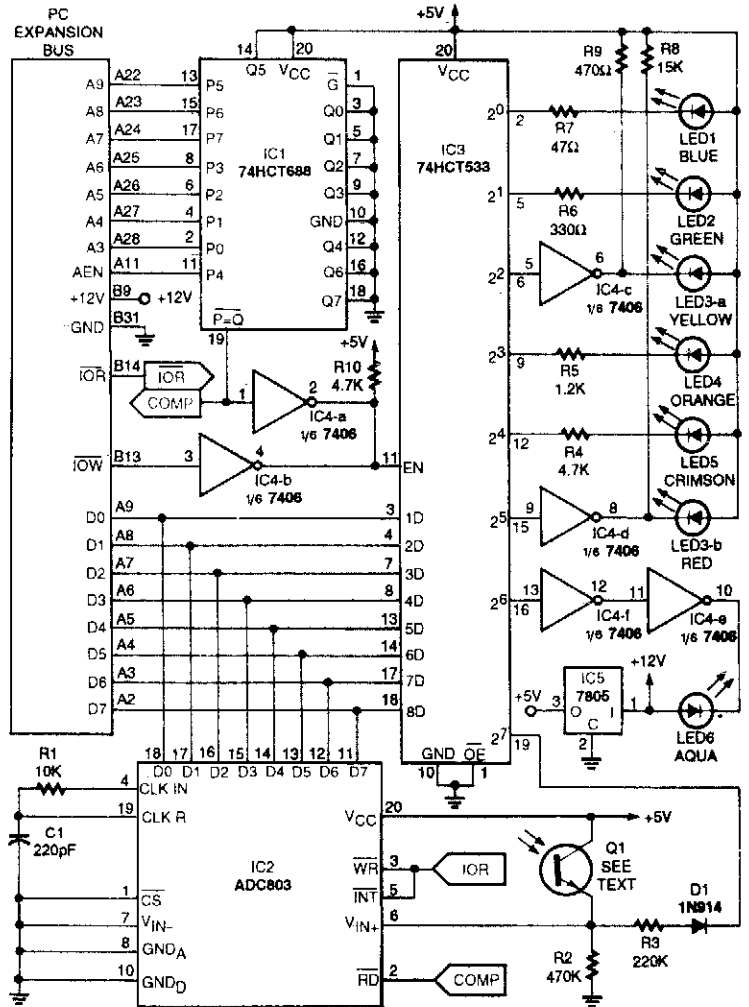 PC
EXPANSION
BUS
A9 A22
A8 A23
A7 A24
A6 A25
A5 A26
A4 A27
A3 A28
AEN A11
+12V B9 +12V
GND B31
IOR B14 IOR
COMP
IOW B13
D0 A9
D1 A8
D2 A7
D3 A6
D4 A5
D5 A4
D6 A3
D7 A2
14 20
Q5 VCC
13 P5 G 1
15 P6 Q0 3
17 P7 Q1 5
IC1
74HCT688
8 P3 Q2 7
6 P2 Q3 9
4 P1 GND 10
2 P0 Q4 12
11 P4 Q6 16
Q7 18
P=Q
19
+5V
R10
4.7K
1 2
IC4-a
1/6 7406
3 4
IC4-b
1/6 7406
+5V
20
VCC
IC3
74HCT533
11 EN
3 1D
4 2D
7 3D
8 4D
13 5D
14 6D
17 7D
18 8D
GND OE
10 1
R9
470Ω
R8
15K
2⁰ 2
R7
47Ω
LED1
BLUE
2¹ 5
R6
330Ω
LED2
GREEN
2² 6
5 6
IC4-c
1/6 7406
LED3-a
YELLOW
2³ 9
R5
1.2K
LED4
ORANGE
2⁴ 12
R4
4.7K
LED5
CRIMSON
2⁵ 15
9 8
IC4-d
1/6 7406
LED3-b
RED
2⁶ 16
13 12
IC4-f
1/6 7406
11 10
IC4-e
1/6 7406
+12V
+5V 3 O IC5 7805 I 1
C
2
LED6
AQUA
2⁷ 19
R1
10K
C1
220pF
18 17 16 15 14 13 12 11
D0 D1 D2 D3 D4 D5 D6 D7
4 CLK IN
19 CLK R
1 CS
7 VIN-
8 GNDA
10 GNDD
IC2
ADC803
VCC 20 +5V
WR 3 IOR
INT 5
VIN+ 6
RD 2 COMP
Q1
SEE
TEXT
D1
1N914
R3
220K
R2
470K